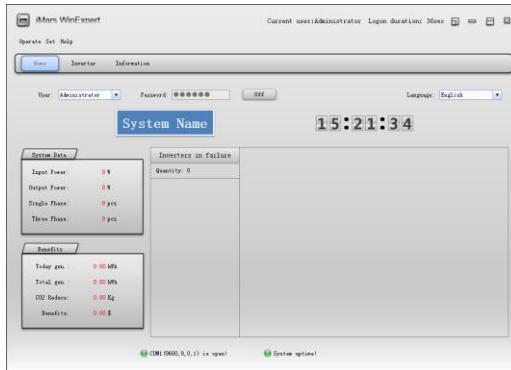 iMars WinExpert
Current user:Administrator Logon duration: 36sec
Operate Set Help
Home Inverter Information
User: Administrator Password: ●●●●●● Off Language: English
System Name 15:21:34
System Data
Input Power: 0 W
Output Power: 0 W
Single Phase: 0 pcs
Three Phase: 0 pcs
Inverters in failure
Quantity: 0
Benefits
Today gen.: 0.00 kWh
Total gen.: 0.00 kWh
CO2 Reduce: 0.00 Kg
Benefits: 0.00 $
COM1(9600,8,0,1) is open! System